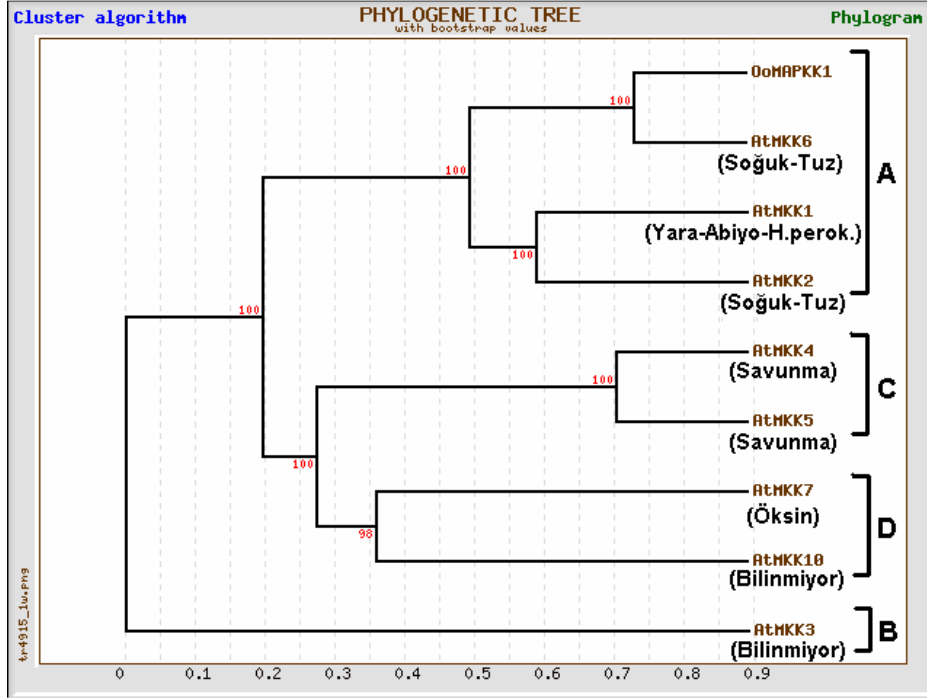 Cluster algorithm
PHYLOGENETIC TREE
Phylogram
with bootstrap values
OoMAPKK1
100
AtMKK6
(Soğuk-Tuz)
A
100
AtMKK1
(Yara-Abiyo-H.perok.)
100
AtMKK2
(Soğuk-Tuz)
100
AtMKK4
(Savunma)
100
C
AtMKK5
(Savunma)
100
AtMKK7
(Öksin)
D
98
AtMKK10
(Bilinmiyor)
AtMKK3
B
(Bilinmiyor)
tr4915_1w.png
0 0.1 0.2 0.3 0.4 0.5 0.6 0.7 0.8 0.9